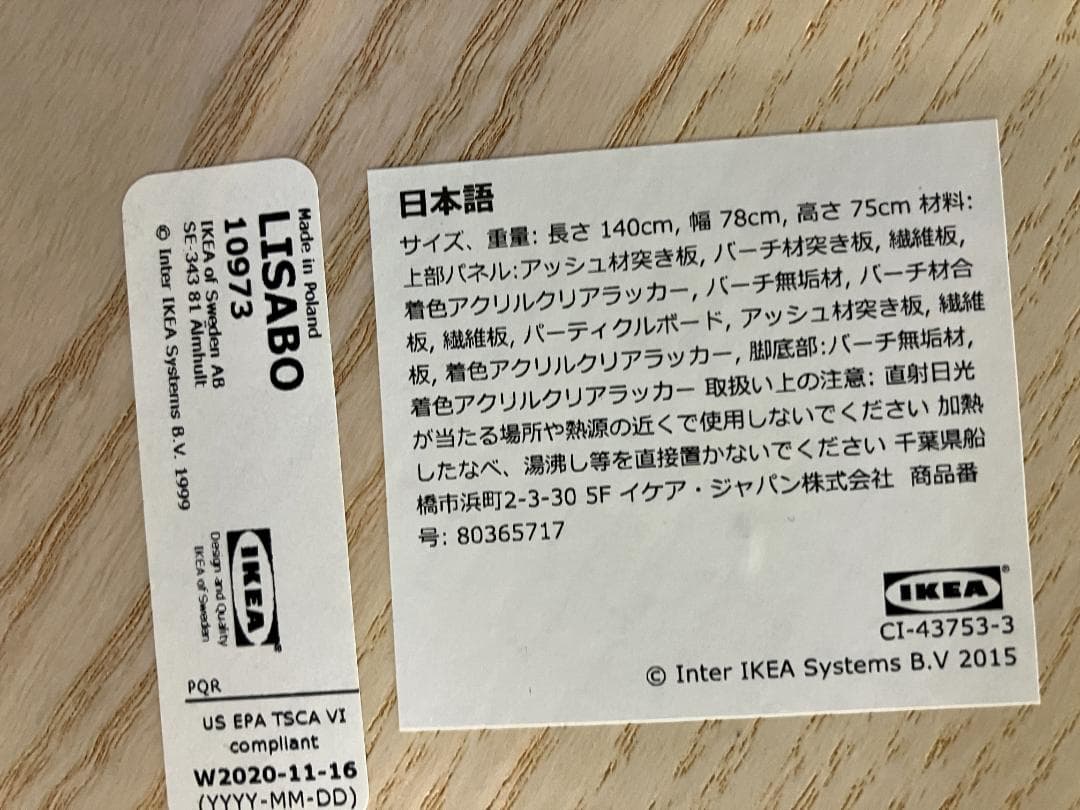 Made in Poland
LISABO
10973
IKEA of Sweden AB
SE-343 81 Älmhult
© Inter IKEA Systems B.V. 1999
IKEA®
Design and Quality
IKEA of Sweden
PQR
US EPA TSCA VI
compliant
W2020-11-16
(YYYY-MM-DD)
日本語
サイズ、重量: 長さ 140cm, 幅 78cm, 高さ 75cm 材料:
上部パネル:アッシュ材突き板, バーチ材突き板, 繊維板,
着色アクリルクリアラッカー, バーチ無垢材, バーチ材合
板, 繊維板, パーティクルボード, アッシュ材突き板, 繊維
板, 着色アクリルクリアラッカー, 脚底部:バーチ無垢材,
着色アクリルクリアラッカー 取扱い上の注意: 直射日光
が当たる場所や熱源の近くで使用しないでください 加熱
したなべ、湯沸し等を直接置かないでください 千葉県船
橋市浜町2-3-30 5F イケア・ジャパン株式会社 商品番
号: 80365717
IKEA®
CI-43753-3
© Inter IKEA Systems B.V 2015